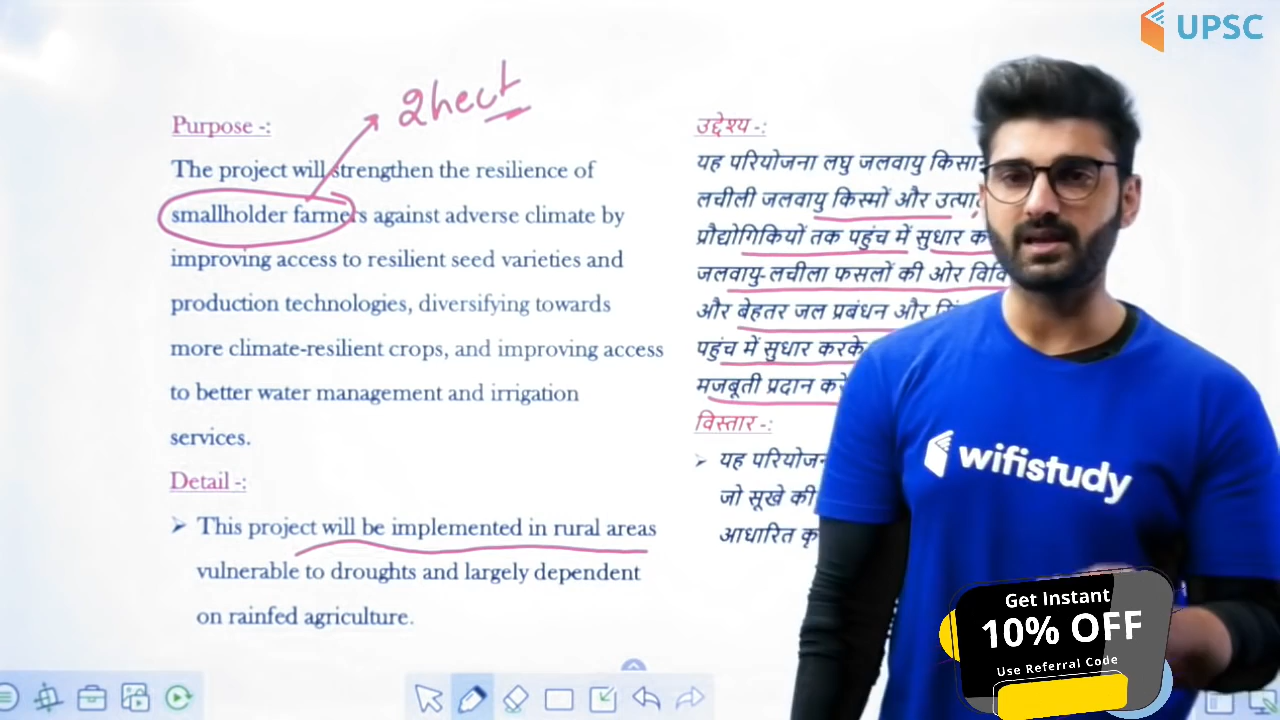 UPSC
2hect
Purpose -:
The project will strengthen the resilience of
smallholder farmers against adverse climate by
improving access to resilient seed varieties and
production technologies, diversifying towards
more climate-resilient crops, and improving access
to better water management and irrigation
services.
Detail -:
➤ This project will be implemented in rural areas
vulnerable to droughts and largely dependent
on rainfed agriculture.
उद्देश्य -:
यह परियोजना लघु जलवायु
लचीली जलवायु किस्मों और
प्रौद्योगिकियों तक पहुंच में सुधार
जलवायु-लचीला फसलों की ओर
और बेहतर जल प्रबंधन और
पहुंच में सुधार करके
मजबूती प्रदान
विस्तार -:
➤ यह
जो सूखे की
आधारित
wifistudy
Get Instant
10% OFF
Use Referral Code